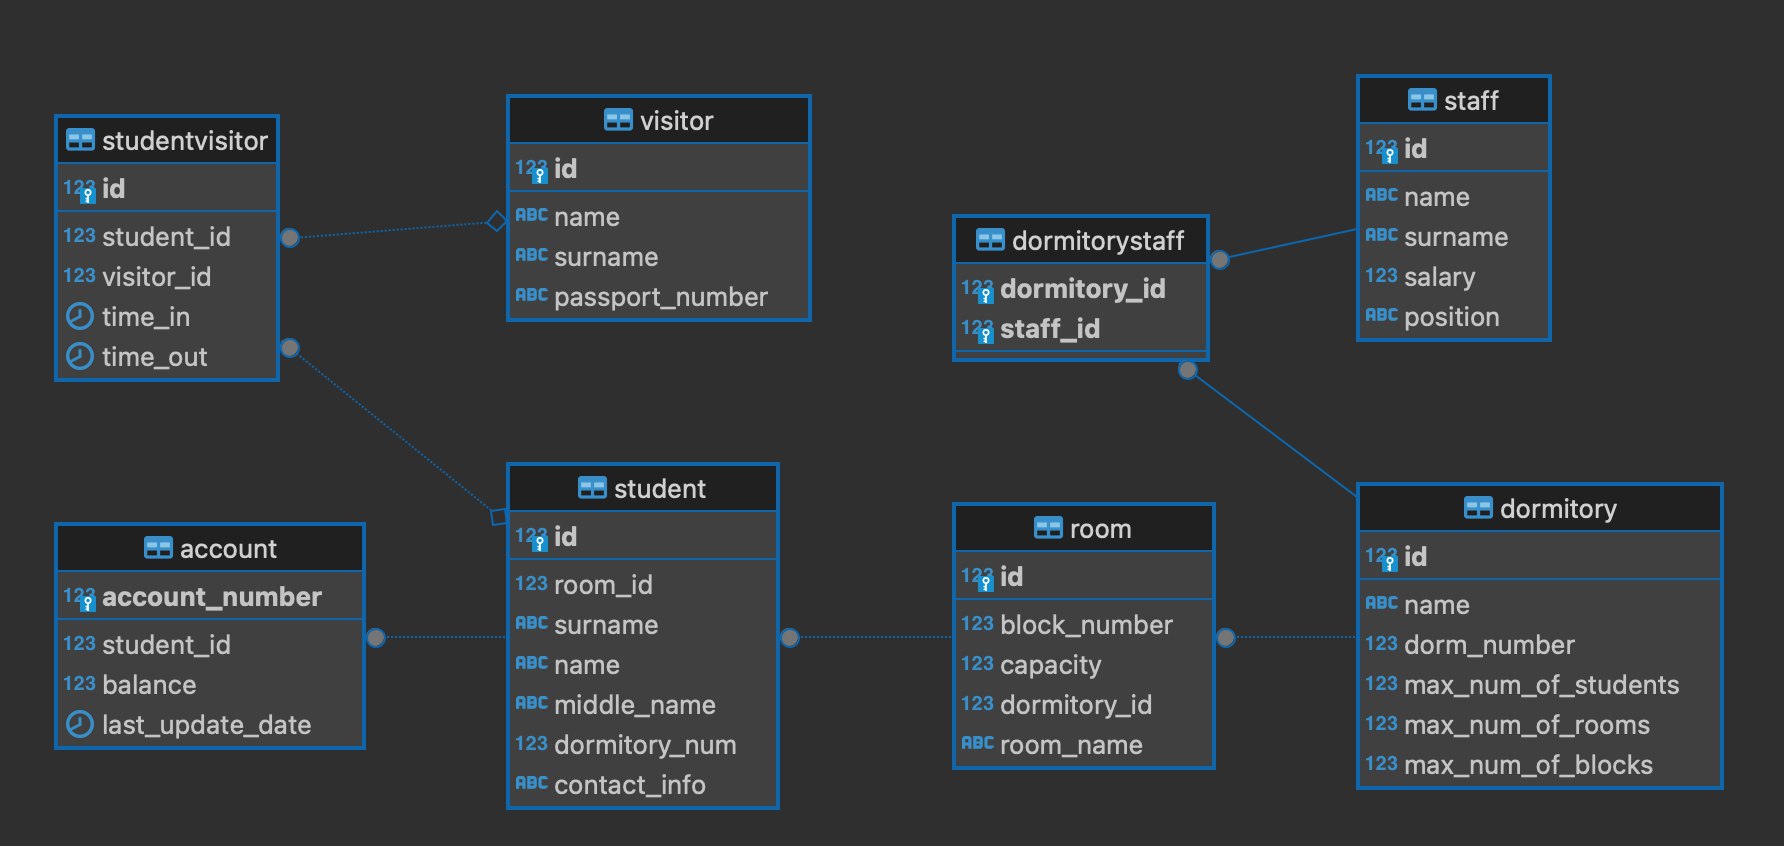 studentvisitor
123 id
123 student_id
123 visitor_id
time_in
time_out
visitor
123 id
ABC name
ABC surname
ABC passport_number
staff
123 id
ABC name
ABC surname
123 salary
ABC position
dormitorystaff
123 dormitory_id
123 staff_id
account
123 account_number
123 student_id
123 balance
last_update_date
student
123 id
123 room_id
ABC surname
ABC name
ABC middle_name
123 dormitory_num
ABC contact_info
room
123 id
123 block_number
123 capacity
123 dormitory_id
ABC room_name
dormitory
123 id
ABC name
123 dorm_number
123 max_num_of_students
123 max_num_of_rooms
123 max_num_of_blocks